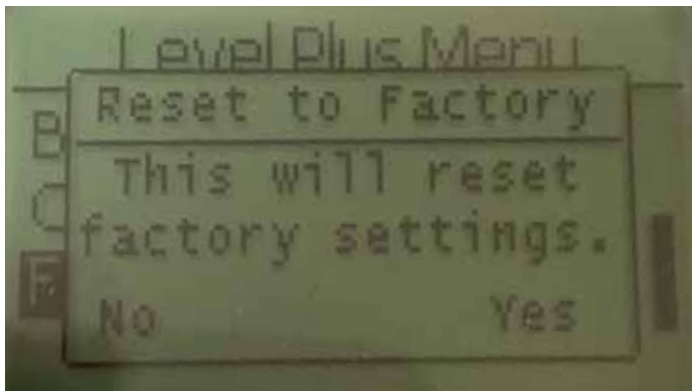 Level Plus Menu
Reset to Factory
This will reset
factory settings.
No Yes